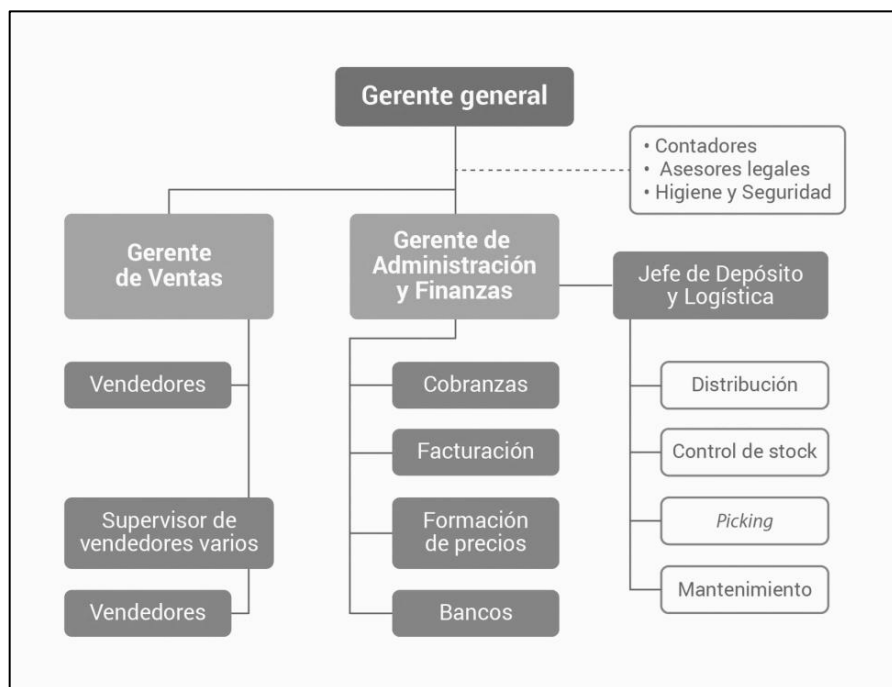 Gerente general
• Contadores
• Asesores legales
• Higiene y Seguridad
Gerente
de Ventas
Gerente de
Administración
y Finanzas
Jefe de Depósito
y Logística
Vendedores
Supervisor de
vendedores varios
Vendedores
Cobranzas
Facturación
Formación
de precios
Bancos
Distribución
Control de stock
Picking
Mantenimiento